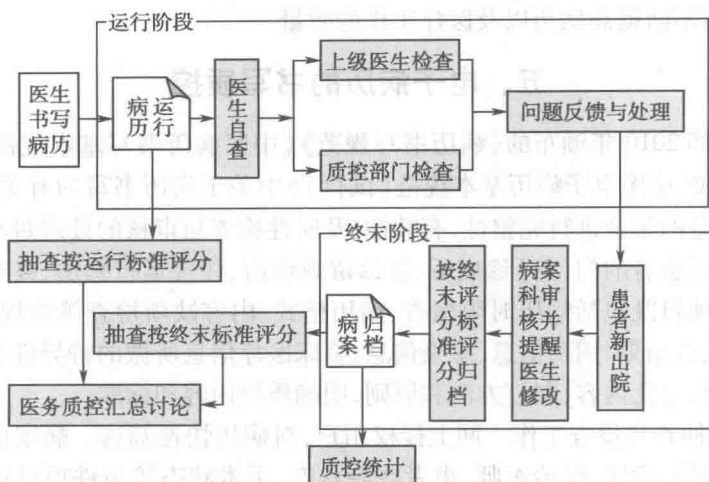 运行阶段
医生
书写
病历
运行
病历
医生自查
上级医生检查
质控部门检查
问题反馈与处理
终末阶段
抽查按运行标准评分
抽查按终末标准评分
医务质控汇总讨论
归档
病案
按终末评分标准评分归档
病案科审核并提醒医生修改
患者新出院
质控统计